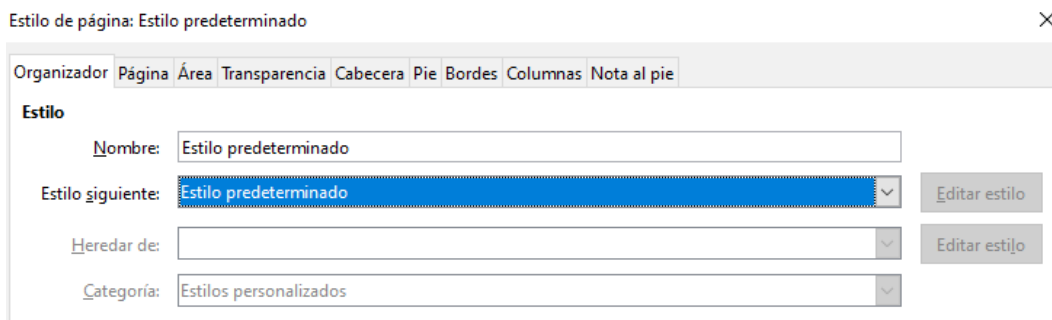 Estilo de página: Estilo predeterminado
Organizador Página Área Transparencia Cabecera Pie Bordes Columnas Nota al pie
Estilo
Nombre: Estilo predeterminado
Estilo siguiente: Estilo predeterminado Editar estilo
Heredar de: Editar estilo
Categoría: Estilos personalizados